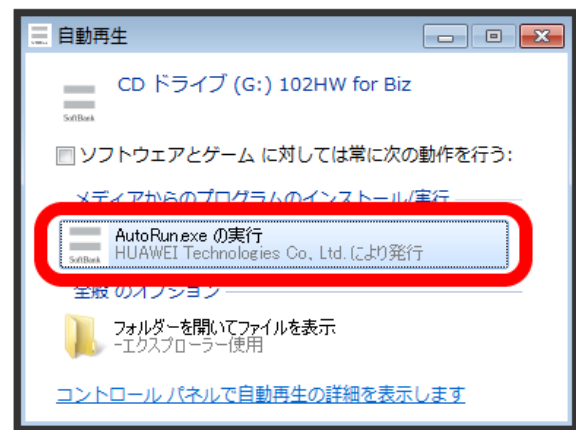 自動再生
CD ドライブ (G:) 102HW for Biz
SoftBank
ソフトウェアとゲーム に対しては常に次の動作を行う:
メディアからのプログラムのインストール/実行
AutoRun.exe の実行
SoftBank
HUAWEI Technologies Co., Ltd. により発行
全般 のオプション
フォルダーを開いてファイルを表示
-エクスプローラー使用
コントロール パネルで自動再生の詳細を表示します